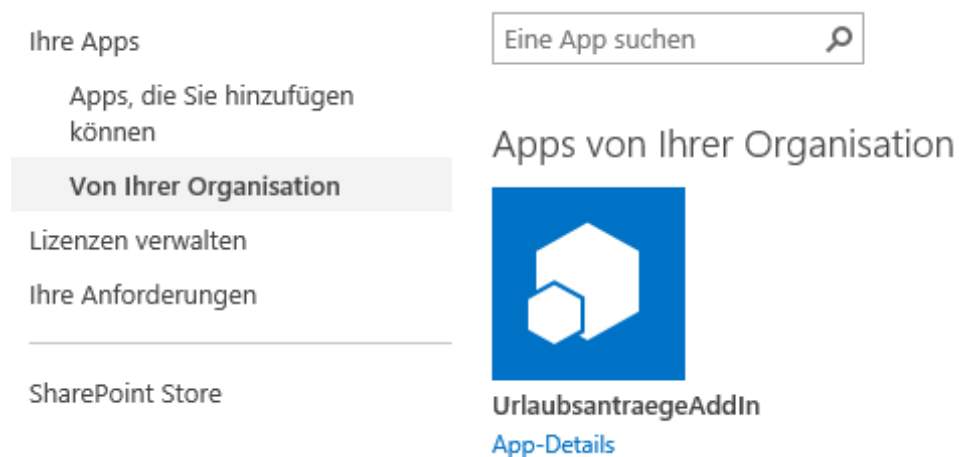 Ihre Apps
Apps, die Sie hinzufügen
können
Von Ihrer Organisation
Lizenzen verwalten
Ihre Anforderungen
SharePoint Store
Eine App suchen
Apps von Ihrer Organisation
UrlaubsantraegeAddIn
App-Details